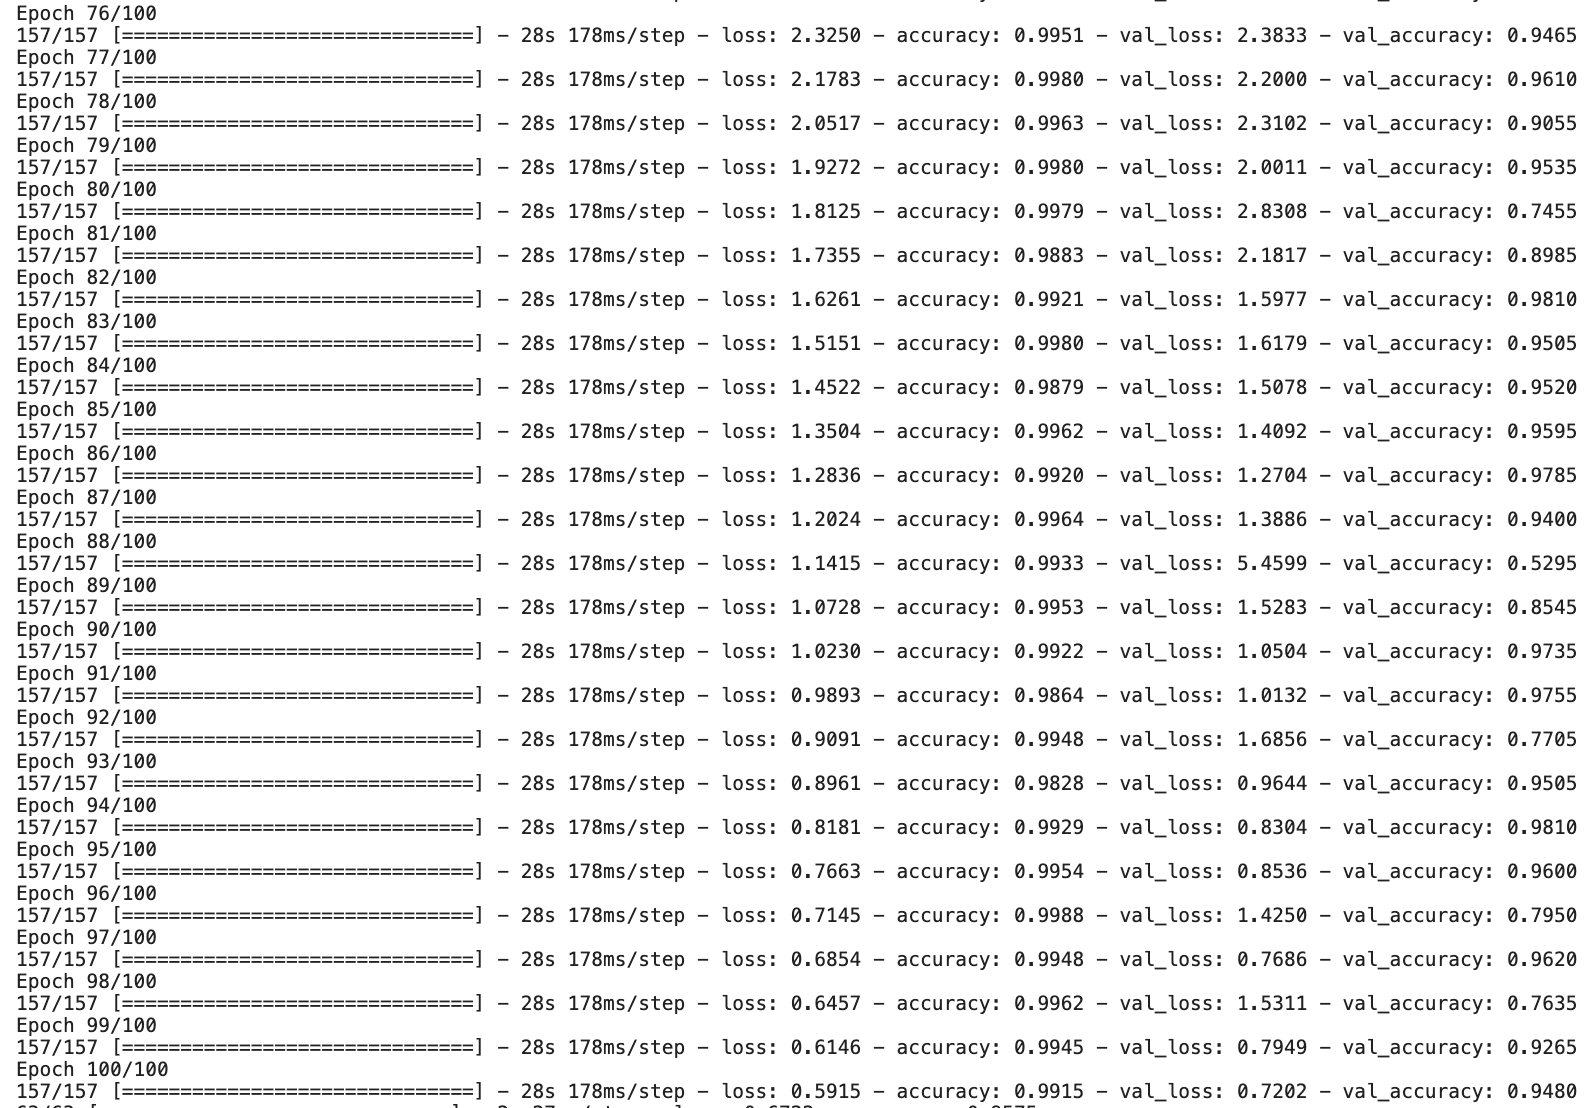 Epoch 76/100
157/157 [==============================] - 28s 178ms/step - loss: 2.3250 - accuracy: 0.9951 - val_loss: 2.3833 - val_accuracy: 0.9465
Epoch 77/100
157/157 [==============================] - 28s 178ms/step - loss: 2.1783 - accuracy: 0.9980 - val_loss: 2.2000 - val_accuracy: 0.9610
Epoch 78/100
157/157 [==============================] - 28s 178ms/step - loss: 2.0517 - accuracy: 0.9963 - val_loss: 2.3102 - val_accuracy: 0.9055
Epoch 79/100
157/157 [==============================] - 28s 178ms/step - loss: 1.9272 - accuracy: 0.9980 - val_loss: 2.0011 - val_accuracy: 0.9535
Epoch 80/100
157/157 [==============================] - 28s 178ms/step - loss: 1.8125 - accuracy: 0.9979 - val_loss: 2.8308 - val_accuracy: 0.7455
Epoch 81/100
157/157 [==============================] - 28s 178ms/step - loss: 1.7355 - accuracy: 0.9883 - val_loss: 2.1817 - val_accuracy: 0.8985
Epoch 82/100
157/157 [==============================] - 28s 178ms/step - loss: 1.6261 - accuracy: 0.9921 - val_loss: 1.5977 - val_accuracy: 0.9810
Epoch 83/100
157/157 [==============================] - 28s 178ms/step - loss: 1.5151 - accuracy: 0.9980 - val_loss: 1.6179 - val_accuracy: 0.9505
Epoch 84/100
157/157 [==============================] - 28s 178ms/step - loss: 1.4522 - accuracy: 0.9879 - val_loss: 1.5078 - val_accuracy: 0.9520
Epoch 85/100
157/157 [==============================] - 28s 178ms/step - loss: 1.3504 - accuracy: 0.9962 - val_loss: 1.4092 - val_accuracy: 0.9595
Epoch 86/100
157/157 [==============================] - 28s 178ms/step - loss: 1.2836 - accuracy: 0.9920 - val_loss: 1.2704 - val_accuracy: 0.9785
Epoch 87/100
157/157 [==============================] - 28s 178ms/step - loss: 1.2024 - accuracy: 0.9964 - val_loss: 1.3886 - val_accuracy: 0.9400
Epoch 88/100
157/157 [==============================] - 28s 178ms/step - loss: 1.1415 - accuracy: 0.9933 - val_loss: 5.4599 - val_accuracy: 0.5295
Epoch 89/100
157/157 [==============================] - 28s 178ms/step - loss: 1.0728 - accuracy: 0.9953 - val_loss: 1.5283 - val_accuracy: 0.8545
Epoch 90/100
157/157 [==============================] - 28s 178ms/step - loss: 1.0230 - accuracy: 0.9922 - val_loss: 1.0504 - val_accuracy: 0.9735
Epoch 91/100
157/157 [==============================] - 28s 178ms/step - loss: 0.9893 - accuracy: 0.9864 - val_loss: 1.0132 - val_accuracy: 0.9755
Epoch 92/100
157/157 [==============================] - 28s 178ms/step - loss: 0.9091 - accuracy: 0.9948 - val_loss: 1.6856 - val_accuracy: 0.7705
Epoch 93/100
157/157 [==============================] - 28s 178ms/step - loss: 0.8961 - accuracy: 0.9828 - val_loss: 0.9644 - val_accuracy: 0.9505
Epoch 94/100
157/157 [==============================] - 28s 178ms/step - loss: 0.8181 - accuracy: 0.9929 - val_loss: 0.8304 - val_accuracy: 0.9810
Epoch 95/100
157/157 [==============================] - 28s 178ms/step - loss: 0.7663 - accuracy: 0.9954 - val_loss: 0.8536 - val_accuracy: 0.9600
Epoch 96/100
157/157 [==============================] - 28s 178ms/step - loss: 0.7145 - accuracy: 0.9988 - val_loss: 1.4250 - val_accuracy: 0.7950
Epoch 97/100
157/157 [==============================] - 28s 178ms/step - loss: 0.6854 - accuracy: 0.9948 - val_loss: 0.7686 - val_accuracy: 0.9620
Epoch 98/100
157/157 [==============================] - 28s 178ms/step - loss: 0.6457 - accuracy: 0.9962 - val_loss: 1.5311 - val_accuracy: 0.7635
Epoch 99/100
157/157 [==============================] - 28s 178ms/step - loss: 0.6146 - accuracy: 0.9945 - val_loss: 0.7949 - val_accuracy: 0.9265
Epoch 100/100
157/157 [==============================] - 28s 178ms/step - loss: 0.5915 - accuracy: 0.9915 - val_loss: 0.7202 - val_accuracy: 0.9480